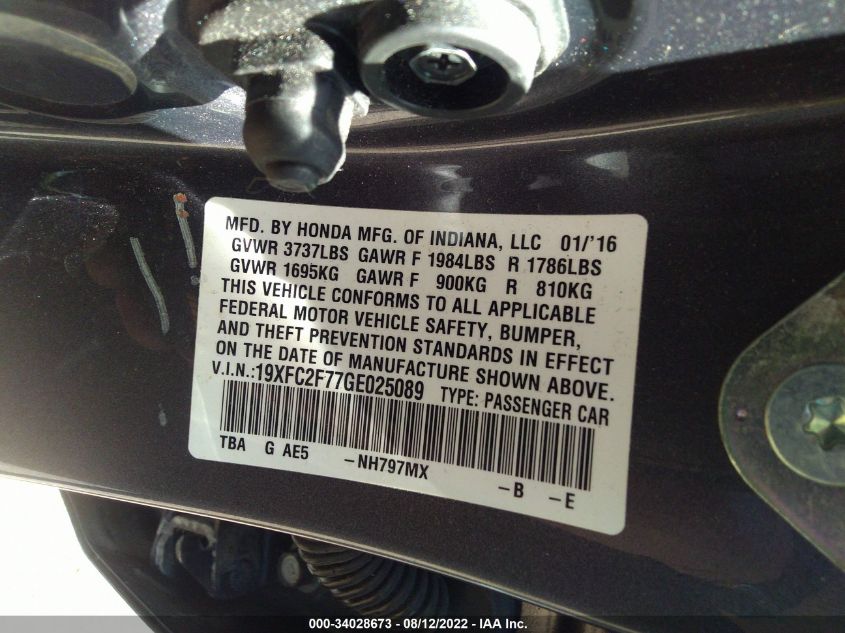 MFD. BY HONDA MFG. OF INDIANA, LLC 01/'16
GVWR 3737LBS GAWR F 1984LBS R 1786LBS
GVWR 1695KG GAWR F 900KG R 810KG
THIS VEHICLE CONFORMS TO ALL APPLICABLE
FEDERAL MOTOR VEHICLE SAFETY, BUMPER,
AND THEFT PREVENTION STANDARDS IN EFFECT
ON THE DATE OF MANUFACTURE SHOWN ABOVE.
V.I.N.:19XFC2F77GE025089 TYPE: PASSENGER CAR
TBA G AE5 -NH797MX -B -E
000-34028673 - 08/12/2022 - IAA Inc.